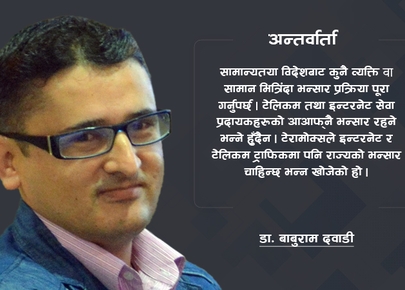 अन्तर्वार्ता
सामान्यतया विदेशबाट कुनै व्यक्ति वा
सामान भित्रिंदा भन्सार प्रक्रिया पूरा
गर्नुपर्छ । टेलिकम तथा इन्टरनेट सेवा
प्रदायकहरुको आआफ्नै भन्सार रहने
भन्ने हुँदैन । टेरामोक्सले इन्टरनेट र
टेलिकम ट्राफिकमा पनि राज्यको भन्सार
चाहिन्छ भन्न खोजेको हो ।
डा. बाबुराम दवाडी